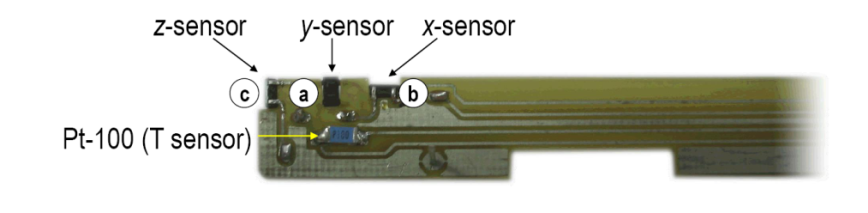 z-sensor y-sensor x-sensor
c a b
Pt-100 (T sensor)